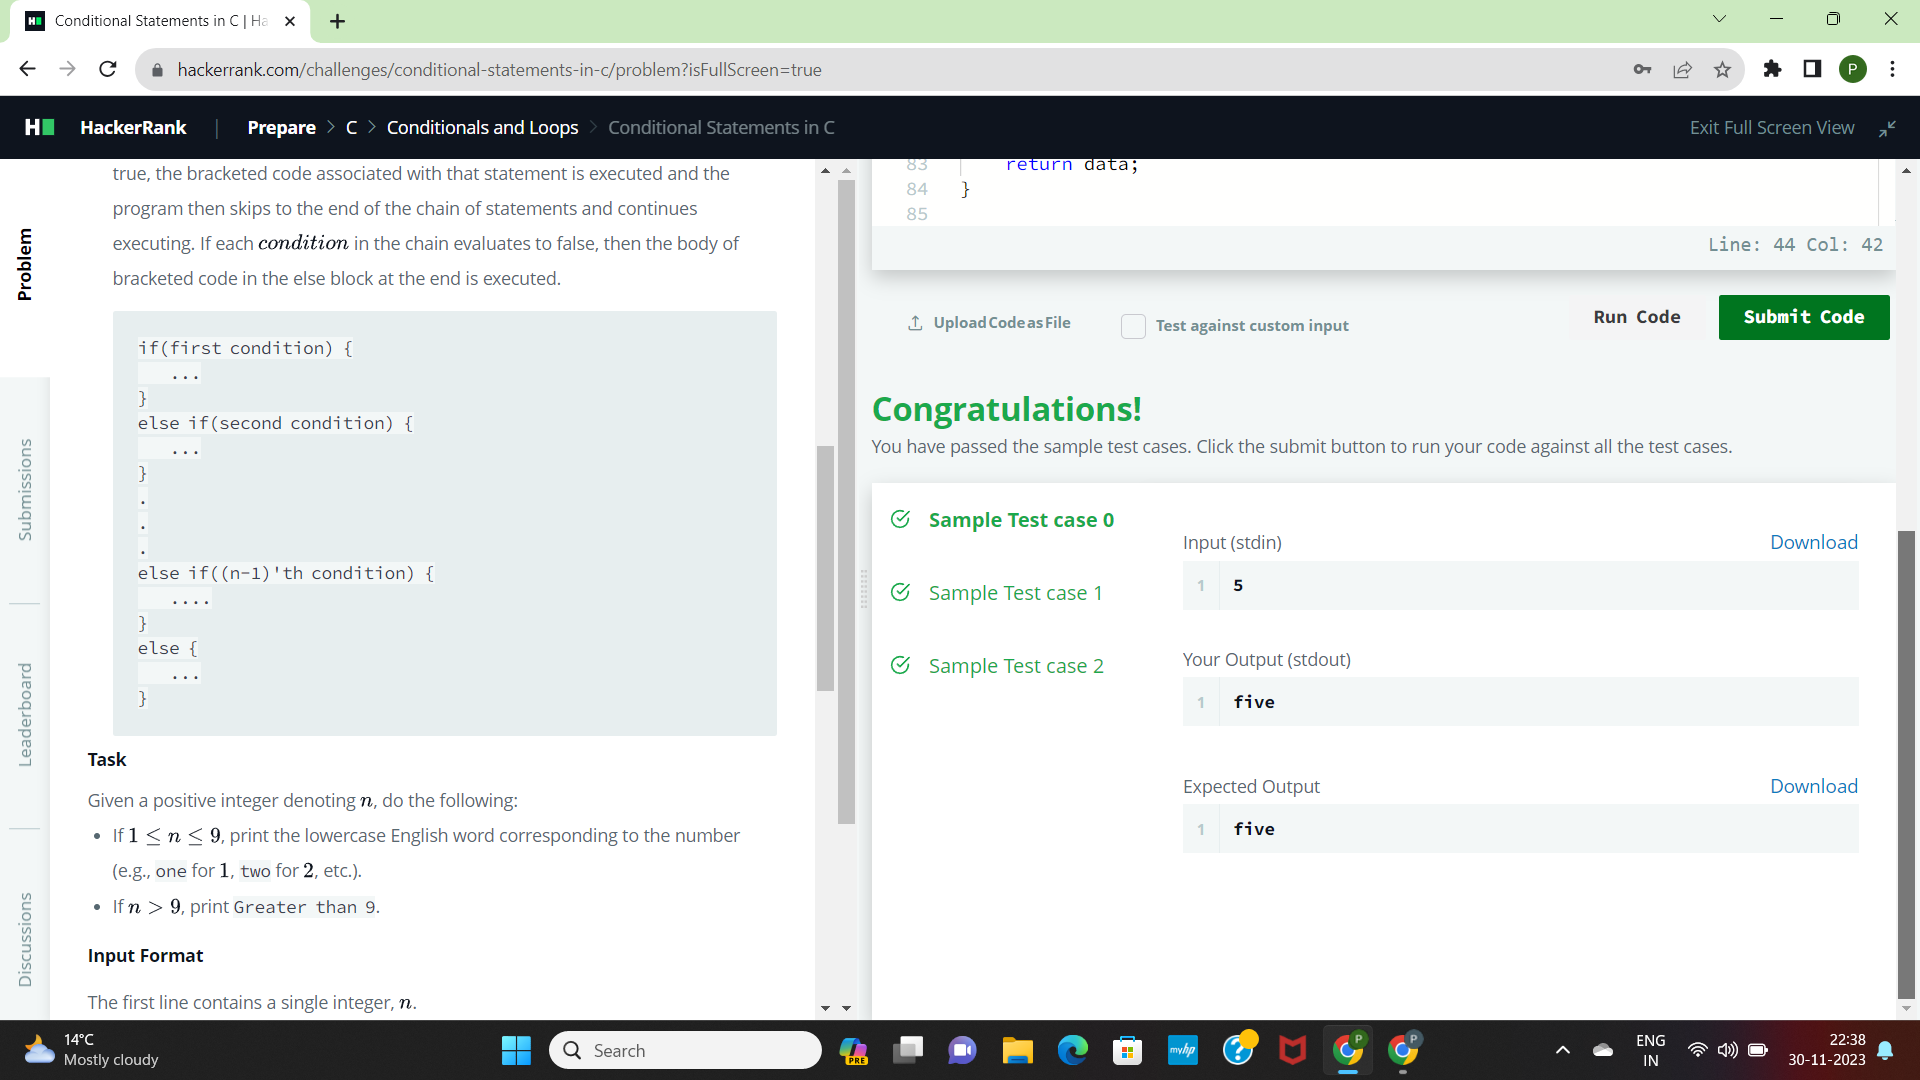 Conditional Statements in C | Ha
hackerrank.com/challenges/conditional-statements-in-c/problem?isFullScreen=true
P
H
HackerRank | Prepare > C > Conditionals and Loops > Conditional Statements in C
Exit Full Screen View
Problem
Submissions
Leaderboard
Discussions
true, the bracketed code associated with that statement is executed and the
program then skips to the end of the chain of statements and continues
executing. If each condition in the chain evaluates to false, then the body of
bracketed code in the else block at the end is executed.
if(first condition) {
...
}
else if(second condition) {
...
}
.
.
.
else if((n-1)'th condition) {
....
}
else {
...
}
Task
Given a positive integer denoting n, do the following:
• If 1 ≤ n ≤ 9, print the lowercase English word corresponding to the number
(e.g., one for 1, two for 2, etc.).
• If n > 9, print Greater than 9.
Input Format
The first line contains a single integer, n.
83 return data;
84 }
85
Line: 44 Col: 42
Upload Code as File
Test against custom input
Run Code
Submit Code
Congratulations!
You have passed the sample test cases. Click the submit button to run your code against all the test cases.
Sample Test case 0
Sample Test case 1
Sample Test case 2
Input (stdin)
Download
1 5
Your Output (stdout)
1 five
Expected Output
Download
1 five
14°C
Mostly cloudy
Search
PRE
myhp
P
P
ENG
IN
22:38
30-11-2023